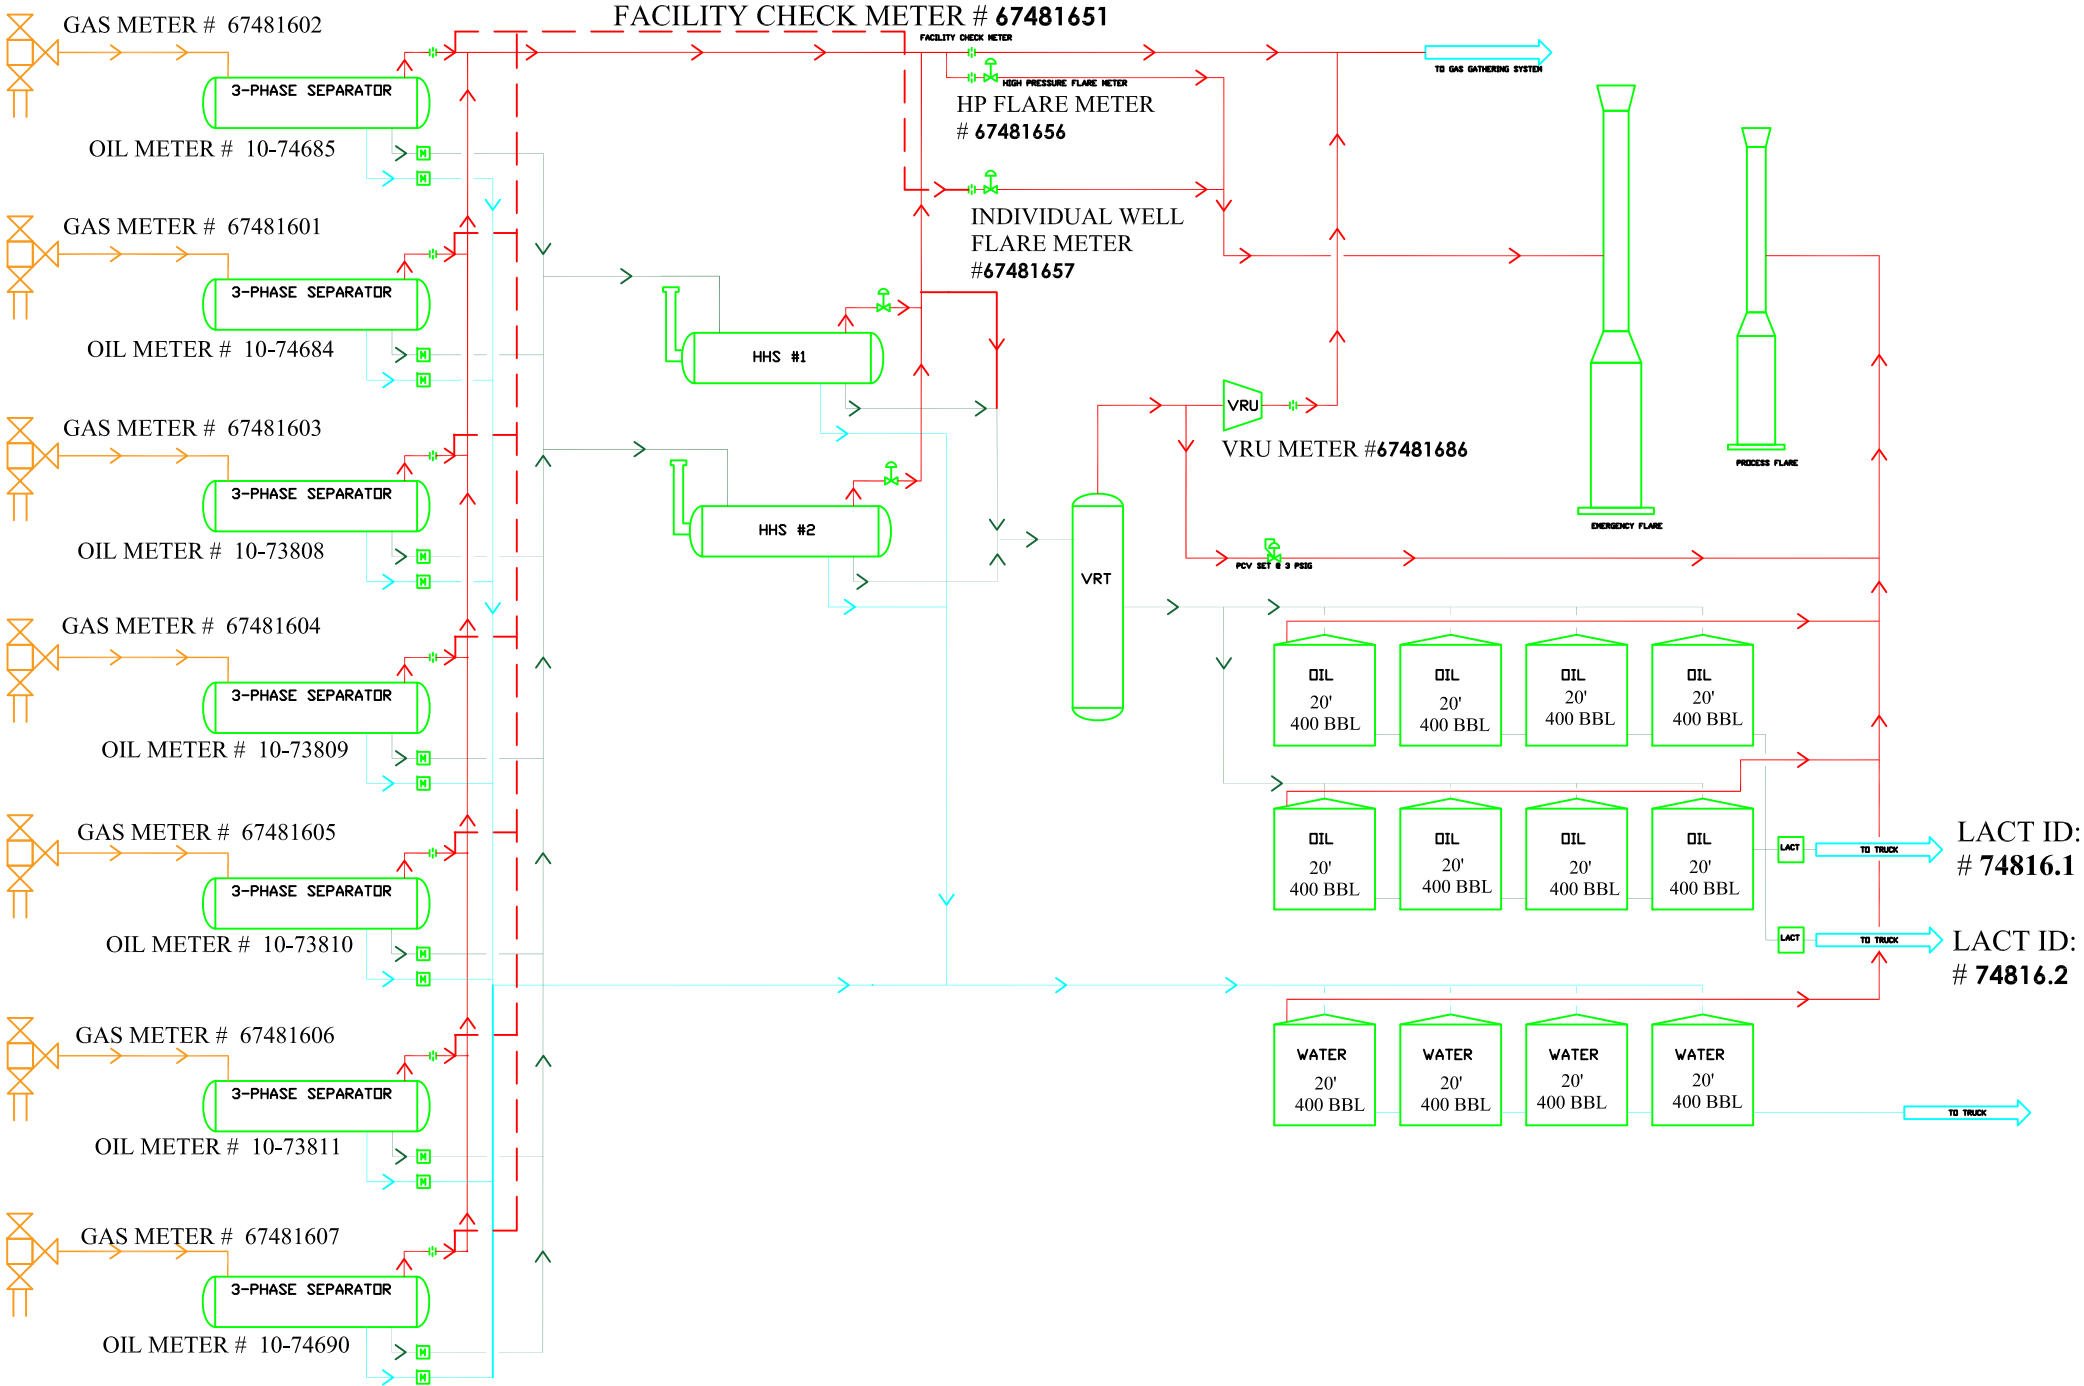 FACILITY CHECK METER # 67481651
GAS METER # 67481602
FACILITY CHECK METER
TO GAS GATHERING SYSTEM
3-PHASE SEPARATOR
HIGH PRESSURE FLARE METER
HP FLARE METER
# 67481656
OIL METER # 10-74685
GAS METER # 67481601
INDIVIDUAL WELL
FLARE METER
#67481657
3-PHASE SEPARATOR
OIL METER # 10-74684
HHS #1
VRU
VRU METER #67481686
PROCESS FLARE
EMERGENCY FLARE
GAS METER # 67481603
3-PHASE SEPARATOR
HHS #2
OIL METER # 10-73808
PCV SET @ 3 PSIG
VRT
GAS METER # 67481604
3-PHASE SEPARATOR
OIL METER # 10-73809
OIL
20'
400 BBL
OIL
20'
400 BBL
OIL
20'
400 BBL
OIL
20'
400 BBL
GAS METER # 67481605
3-PHASE SEPARATOR
OIL METER # 10-73810
OIL
20'
400 BBL
OIL
20'
400 BBL
OIL
20'
400 BBL
OIL
20'
400 BBL
LACT
TO TRUCK
LACT ID:
# 74816.1
LACT
TO TRUCK
LACT ID:
# 74816.2
GAS METER # 67481606
3-PHASE SEPARATOR
OIL METER # 10-73811
WATER
20'
400 BBL
WATER
20'
400 BBL
WATER
20'
400 BBL
WATER
20'
400 BBL
TO TRUCK
GAS METER # 67481607
3-PHASE SEPARATOR
OIL METER # 10-74690
M
M
M
M
M
M
M
M
M
M
M
M
M
M